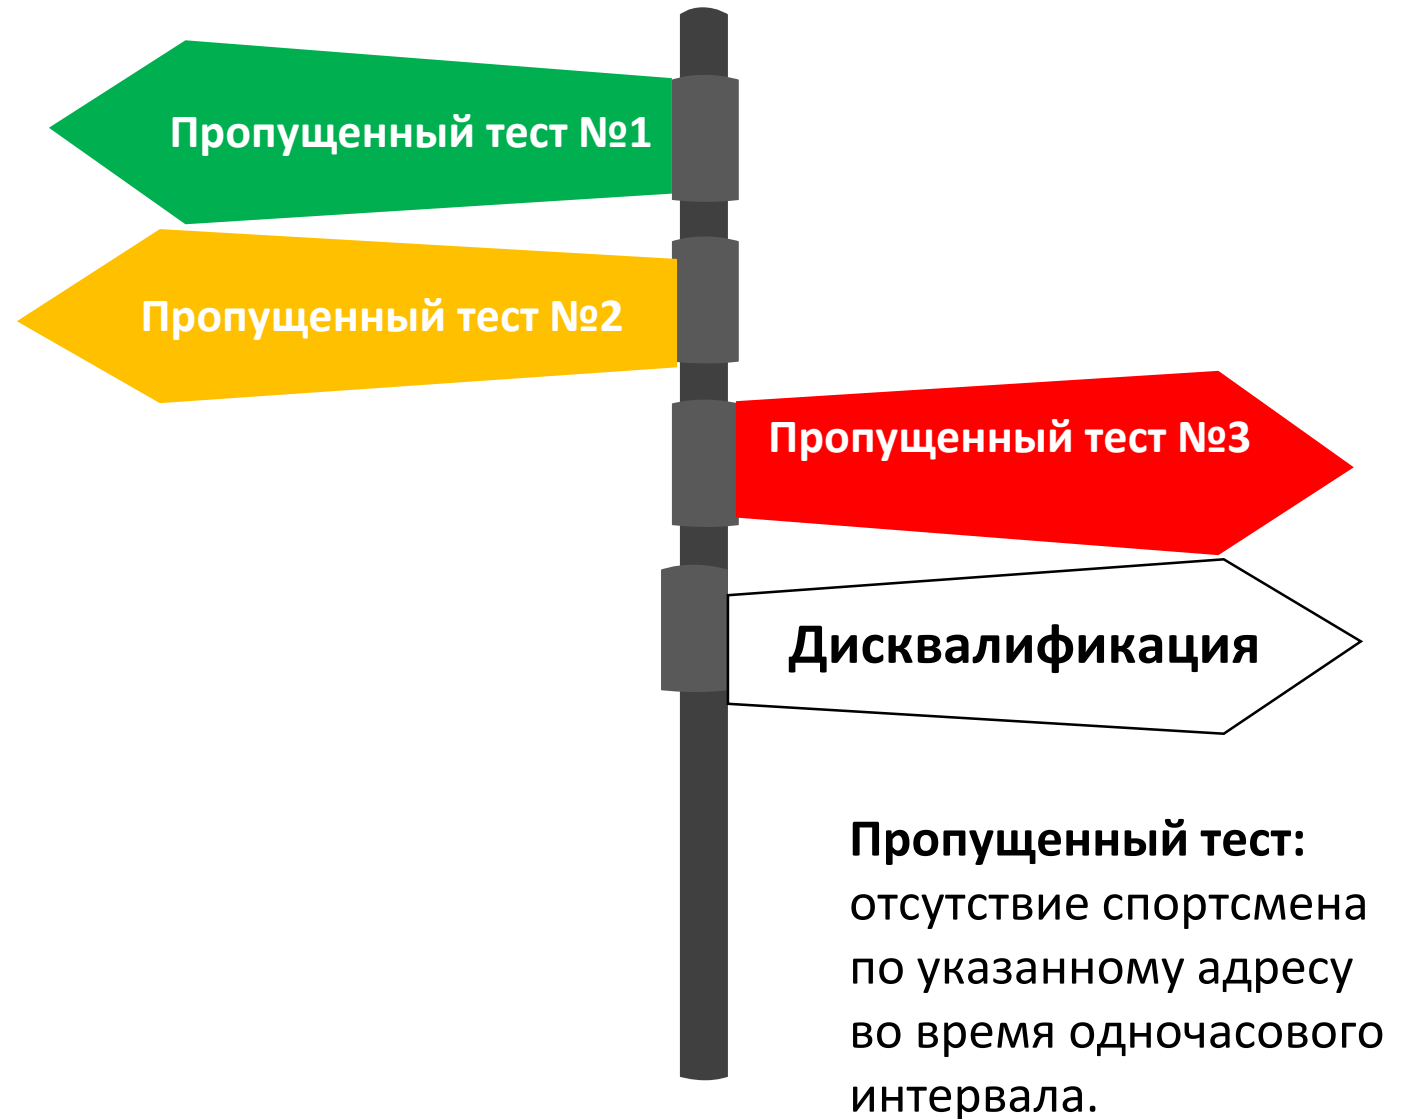 Пропущенный тест №1
Пропущенный тест №2
Пропущенный тест №3
Дисквалификация
Пропущенный тест:
отсутствие спортсмена
по указанному адресу
во время одночасового
интервала.